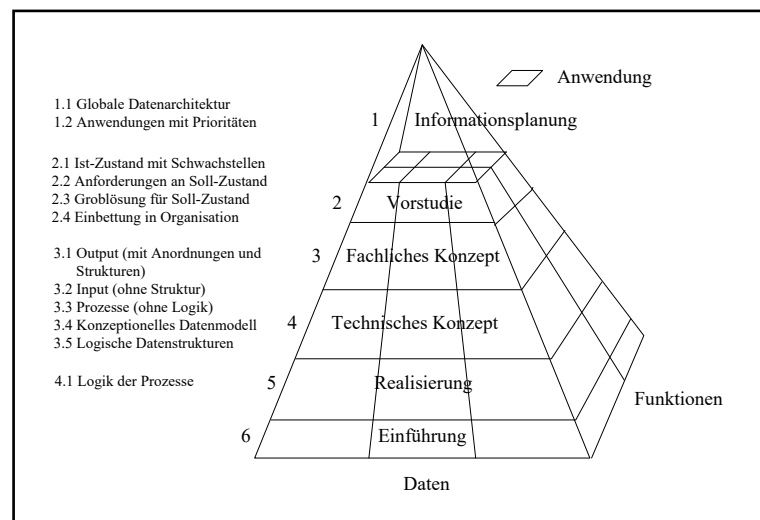 Anwendung
1.1 Globale Datenarchitektur
1.2 Anwendungen mit Prioritäten
1
Informationsplanung
2.1 Ist-Zustand mit Schwachstellen
2.2 Anforderungen an Soll-Zustand
2.3 Groblösung für Soll-Zustand
2.4 Einbettung in Organisation
2
Vorstudie
3.1 Output (mit Anordnungen und
Strukturen)
3.2 Input (ohne Struktur)
3.3 Prozesse (ohne Logik)
3.4 Konzeptionelles Datenmodell
3.5 Logische Datenstrukturen
3
Fachliches Konzept
4
Technisches Konzept
4.1 Logik der Prozesse
5
Realisierung
Funktionen
6
Einführung
Daten